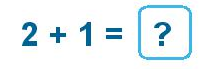 2 + 1 = ?